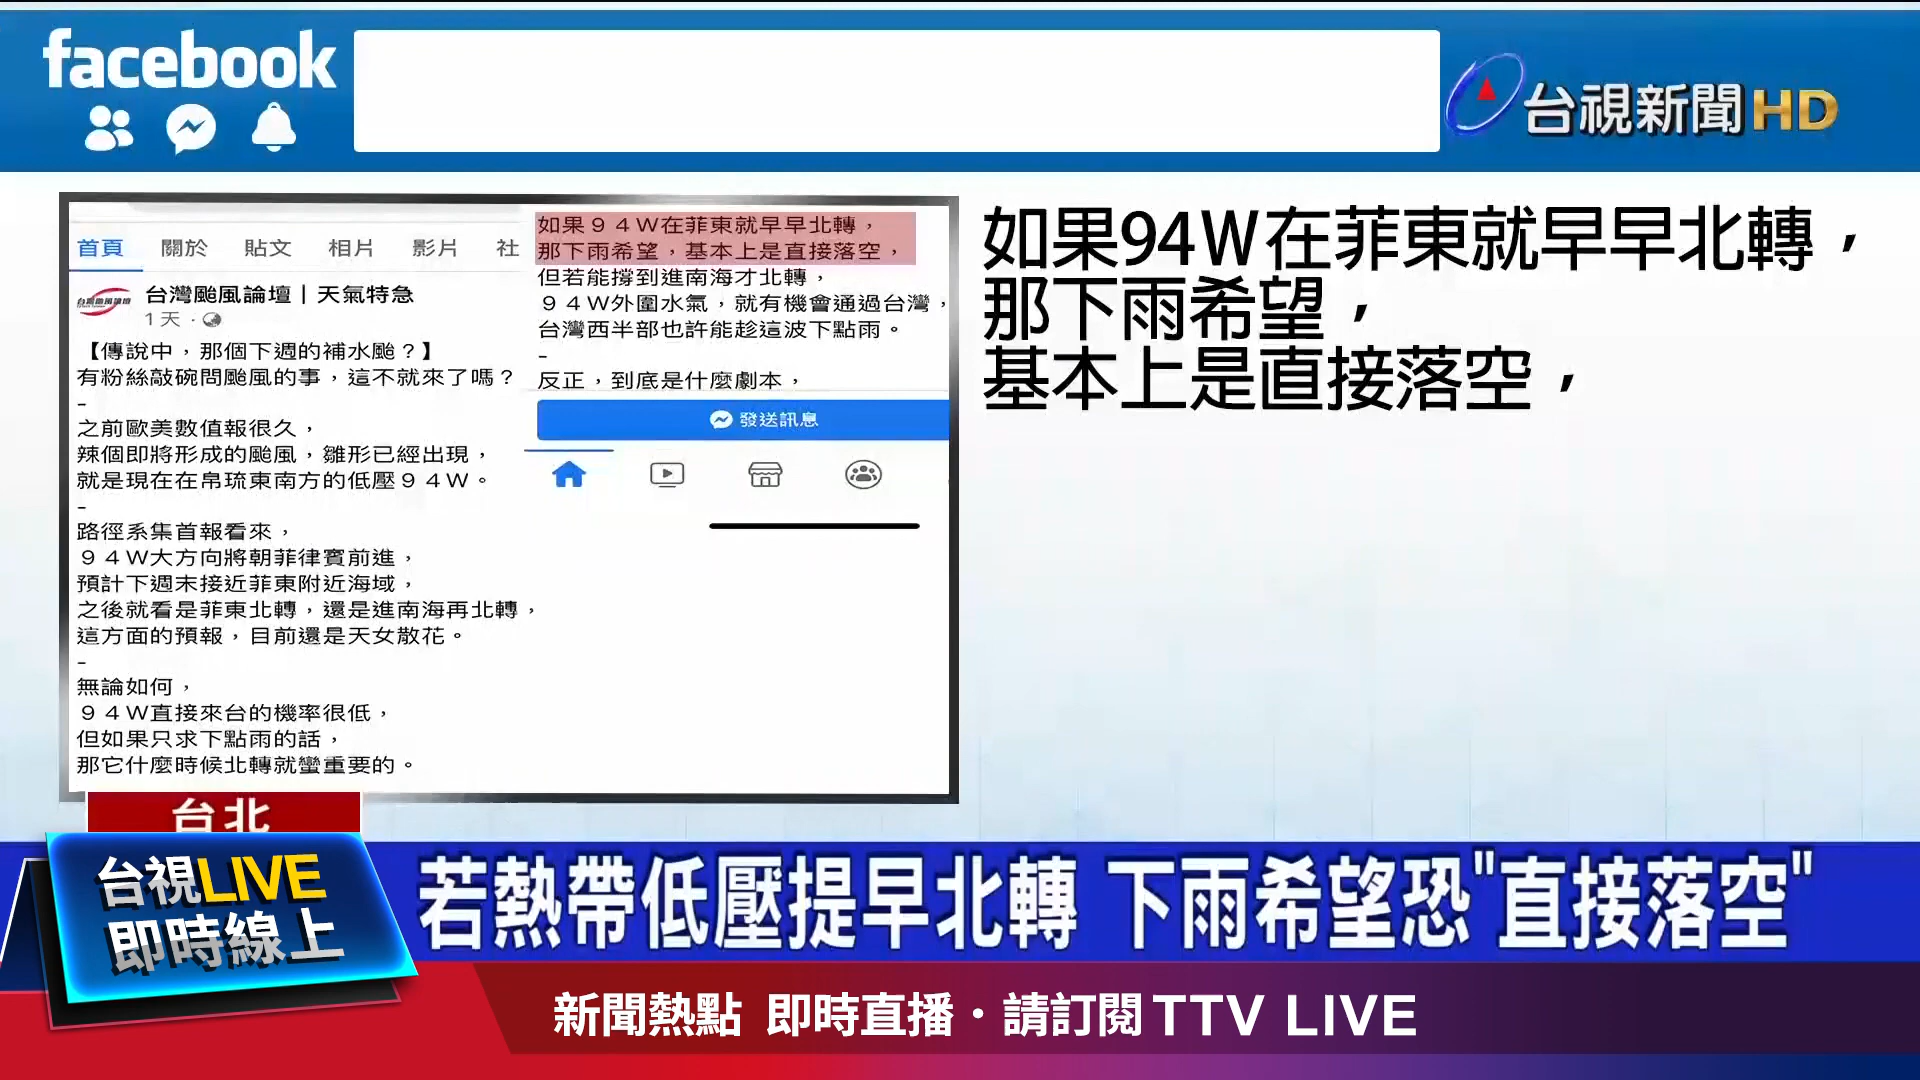 facebook
台視新聞HD
首頁 關於 貼文 相片 影片 社
台灣颱風論壇|天氣特急
1天 ·
【傳說中,那個下週的補水颱?】
有粉絲敲碗問颱風的事,這不就來了嗎?
-
之前歐美數值報很久,
辣個即將形成的颱風,雛形已經出現,
就是現在在帛琉東南方的低壓94W。
-
路徑系集首報看來,
94W大方向將朝菲律賓前進,
預計下週末接近菲東附近海域,
之後就看是菲東北轉,還是進南海再北轉,
這方面的預報,目前還是天女散花。
-
無論如何,
94W直接來台的機率很低,
但如果只求下點雨的話,
那它什麼時候北轉就蠻重要的。
如果94W在菲東就早早北轉,
那下雨希望,基本上是直接落空,
但若能撐到進南海才北轉,
94W外圍水氣,就有機會通過台灣,
台灣西半部也許能趁這波下點雨。
-
反正,到底是什麼劇本,
發送訊息
如果94W在菲東就早早北轉,
那下雨希望,
基本上是直接落空,
台北
台視LIVE
即時線上
若熱帶低壓提早北轉 下雨希望恐"直接落空"
新聞熱點 即時直播·請訂閱TTV LIVE